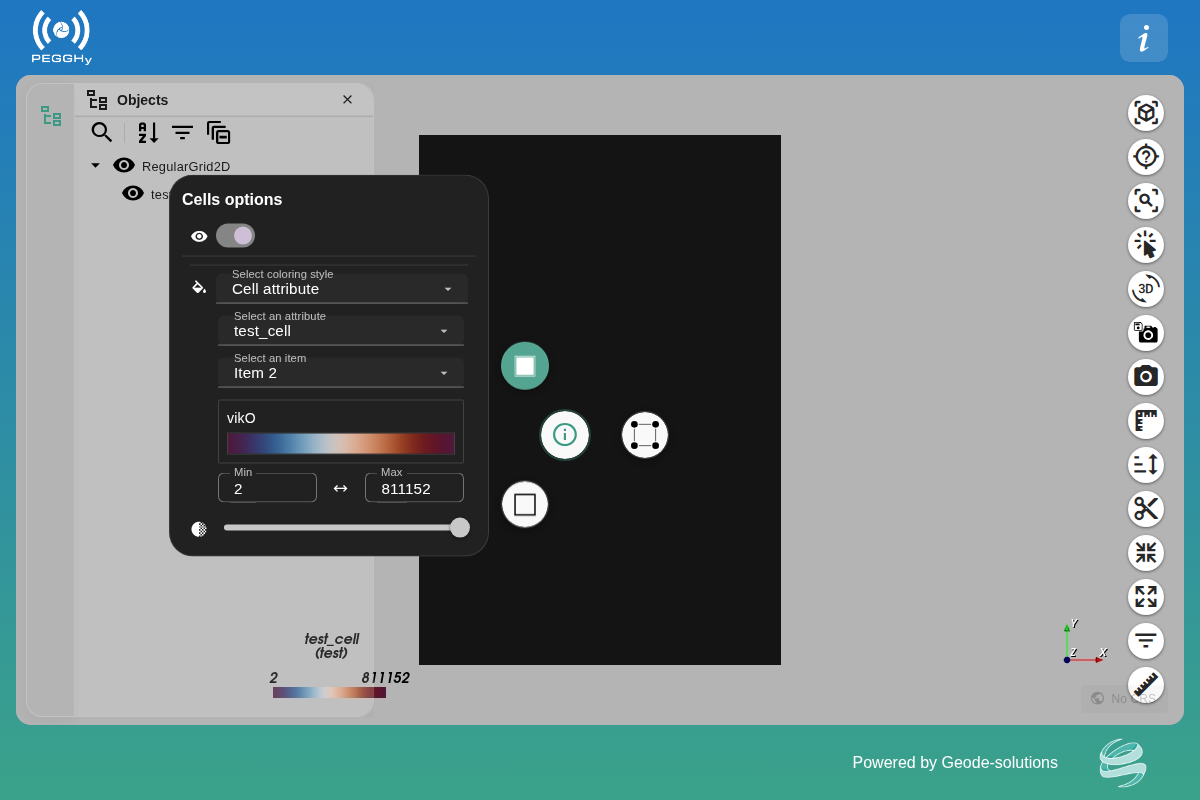 PEGGHy
i
Objects
A
Z
RegularGrid2D
tes
Cells options
Select coloring style
Cell attribute
Select an attribute
test_cell
Select an item
Item 2
vikO
Min
2
Max
811152
3D
test_cell
(test)
2
811152
Y
Z
X
No CRS
Powered by Geode-solutions